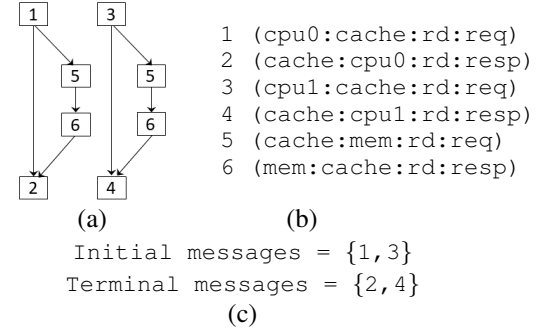 1 3
5 5
6 6
2 4
(a)
1 (cpu0:cache:rd:req)
2 (cache:cpu0:rd:resp)
3 (cpu1:cache:rd:req)
4 (cache:cpu1:rd:resp)
5 (cache:mem:rd:req)
6 (mem:cache:rd:resp)
(b)
Initial messages = {1,3}
Terminal messages = {2,4}
(c)